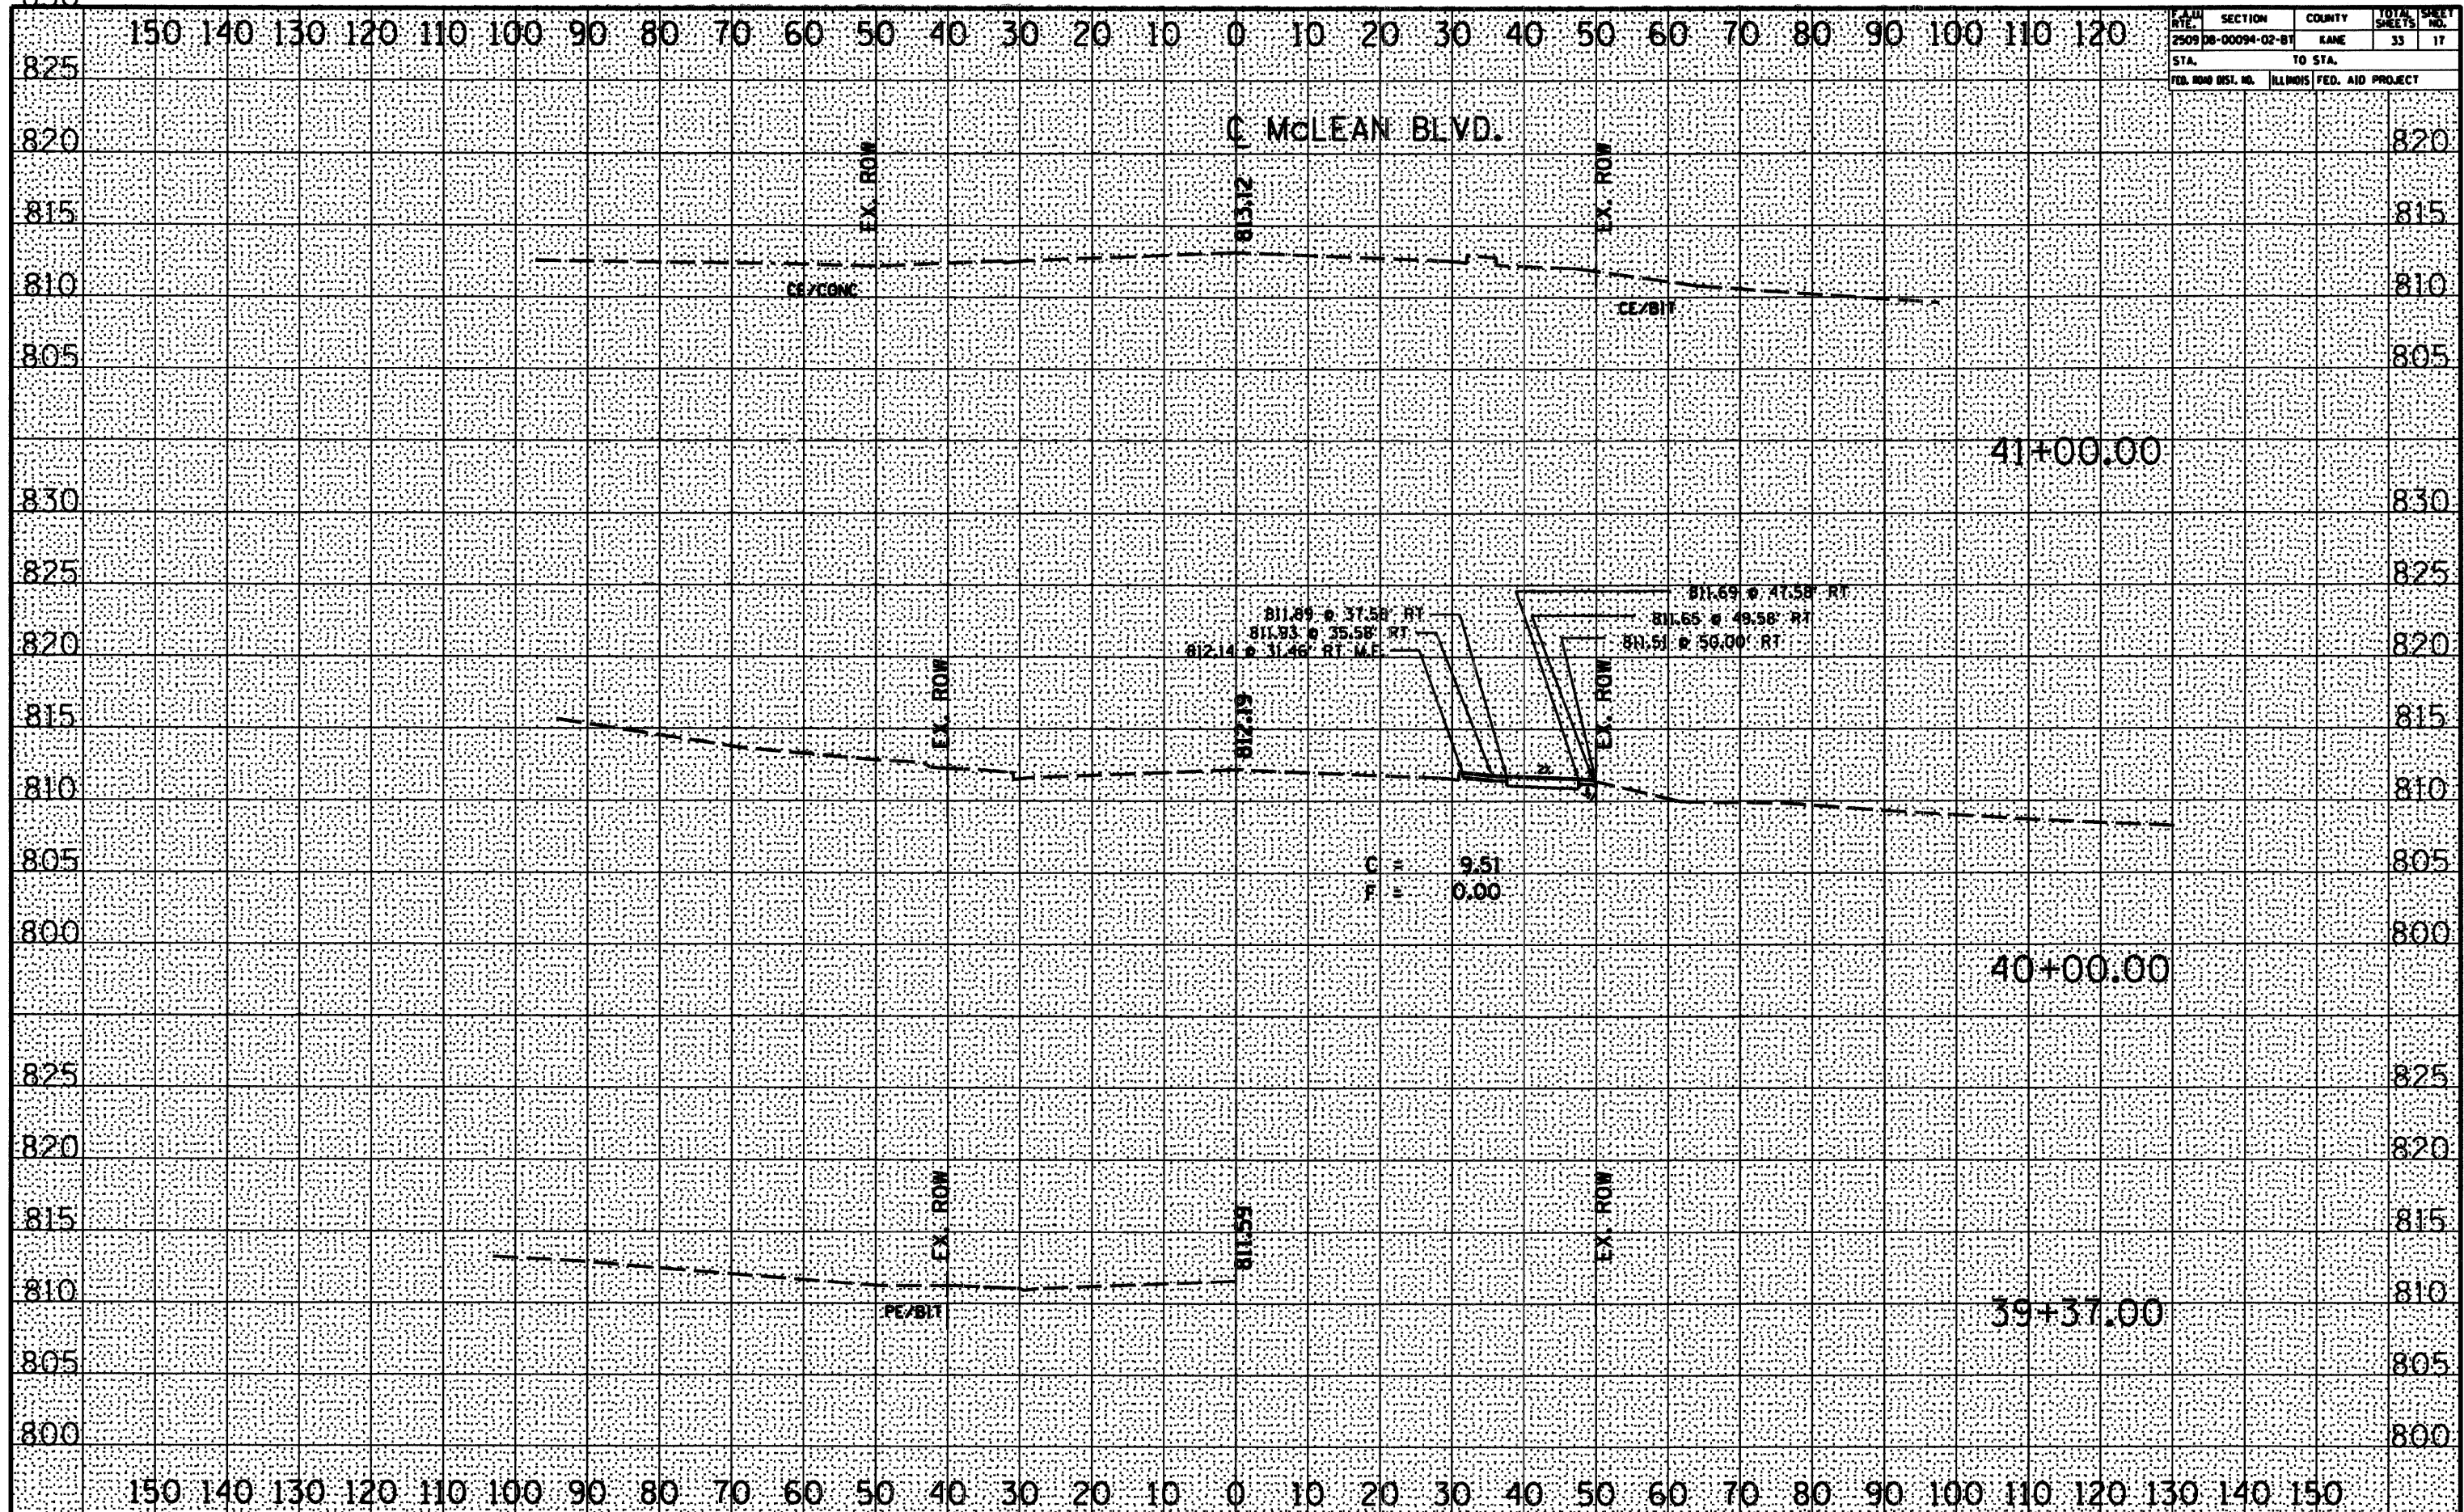 150 140 130 120 110 100 90 80 70 60 50 40 30 20 10 0 10 20 30 40 50 60 70 80 90 100 110 120
F.A.U. RTE. SECTION COUNTY TOTAL SHEETS SHEET NO.
2509 08-00094-02-BT KANE 33 17
STA. TO STA.
FED. ROAD DIST. NO. ILLINOIS FED. AID PROJECT
825
℄ McLEAN BLVD.
820 820
EX. ROW 813.12 EX. ROW
815 815
810 CE/CONC CE/BIT 810
805 805
41+00.00
830 830
825 825
811.69 @ 47.58' RT
811.89 @ 37.58' RT 811.65 @ 49.58' RT
811.93 @ 35.58' RT
811.51 @ 50.00' RT
812.14 @ 31.46' RT M.E.
820 820
EX. ROW 812.19 EX. ROW
815 815
2%
810 810
805 C = 9.51 805
F = 0.00
800 800
40+00.00
825 825
820 820
EX. ROW 811.59 EX. ROW
815 815
810 PE/BIT 810
39+37.00
805 805
800 800
150 140 130 120 110 100 90 80 70 60 50 40 30 20 10 0 10 20 30 40 50 60 70 80 90 100 110 120 130 140 150